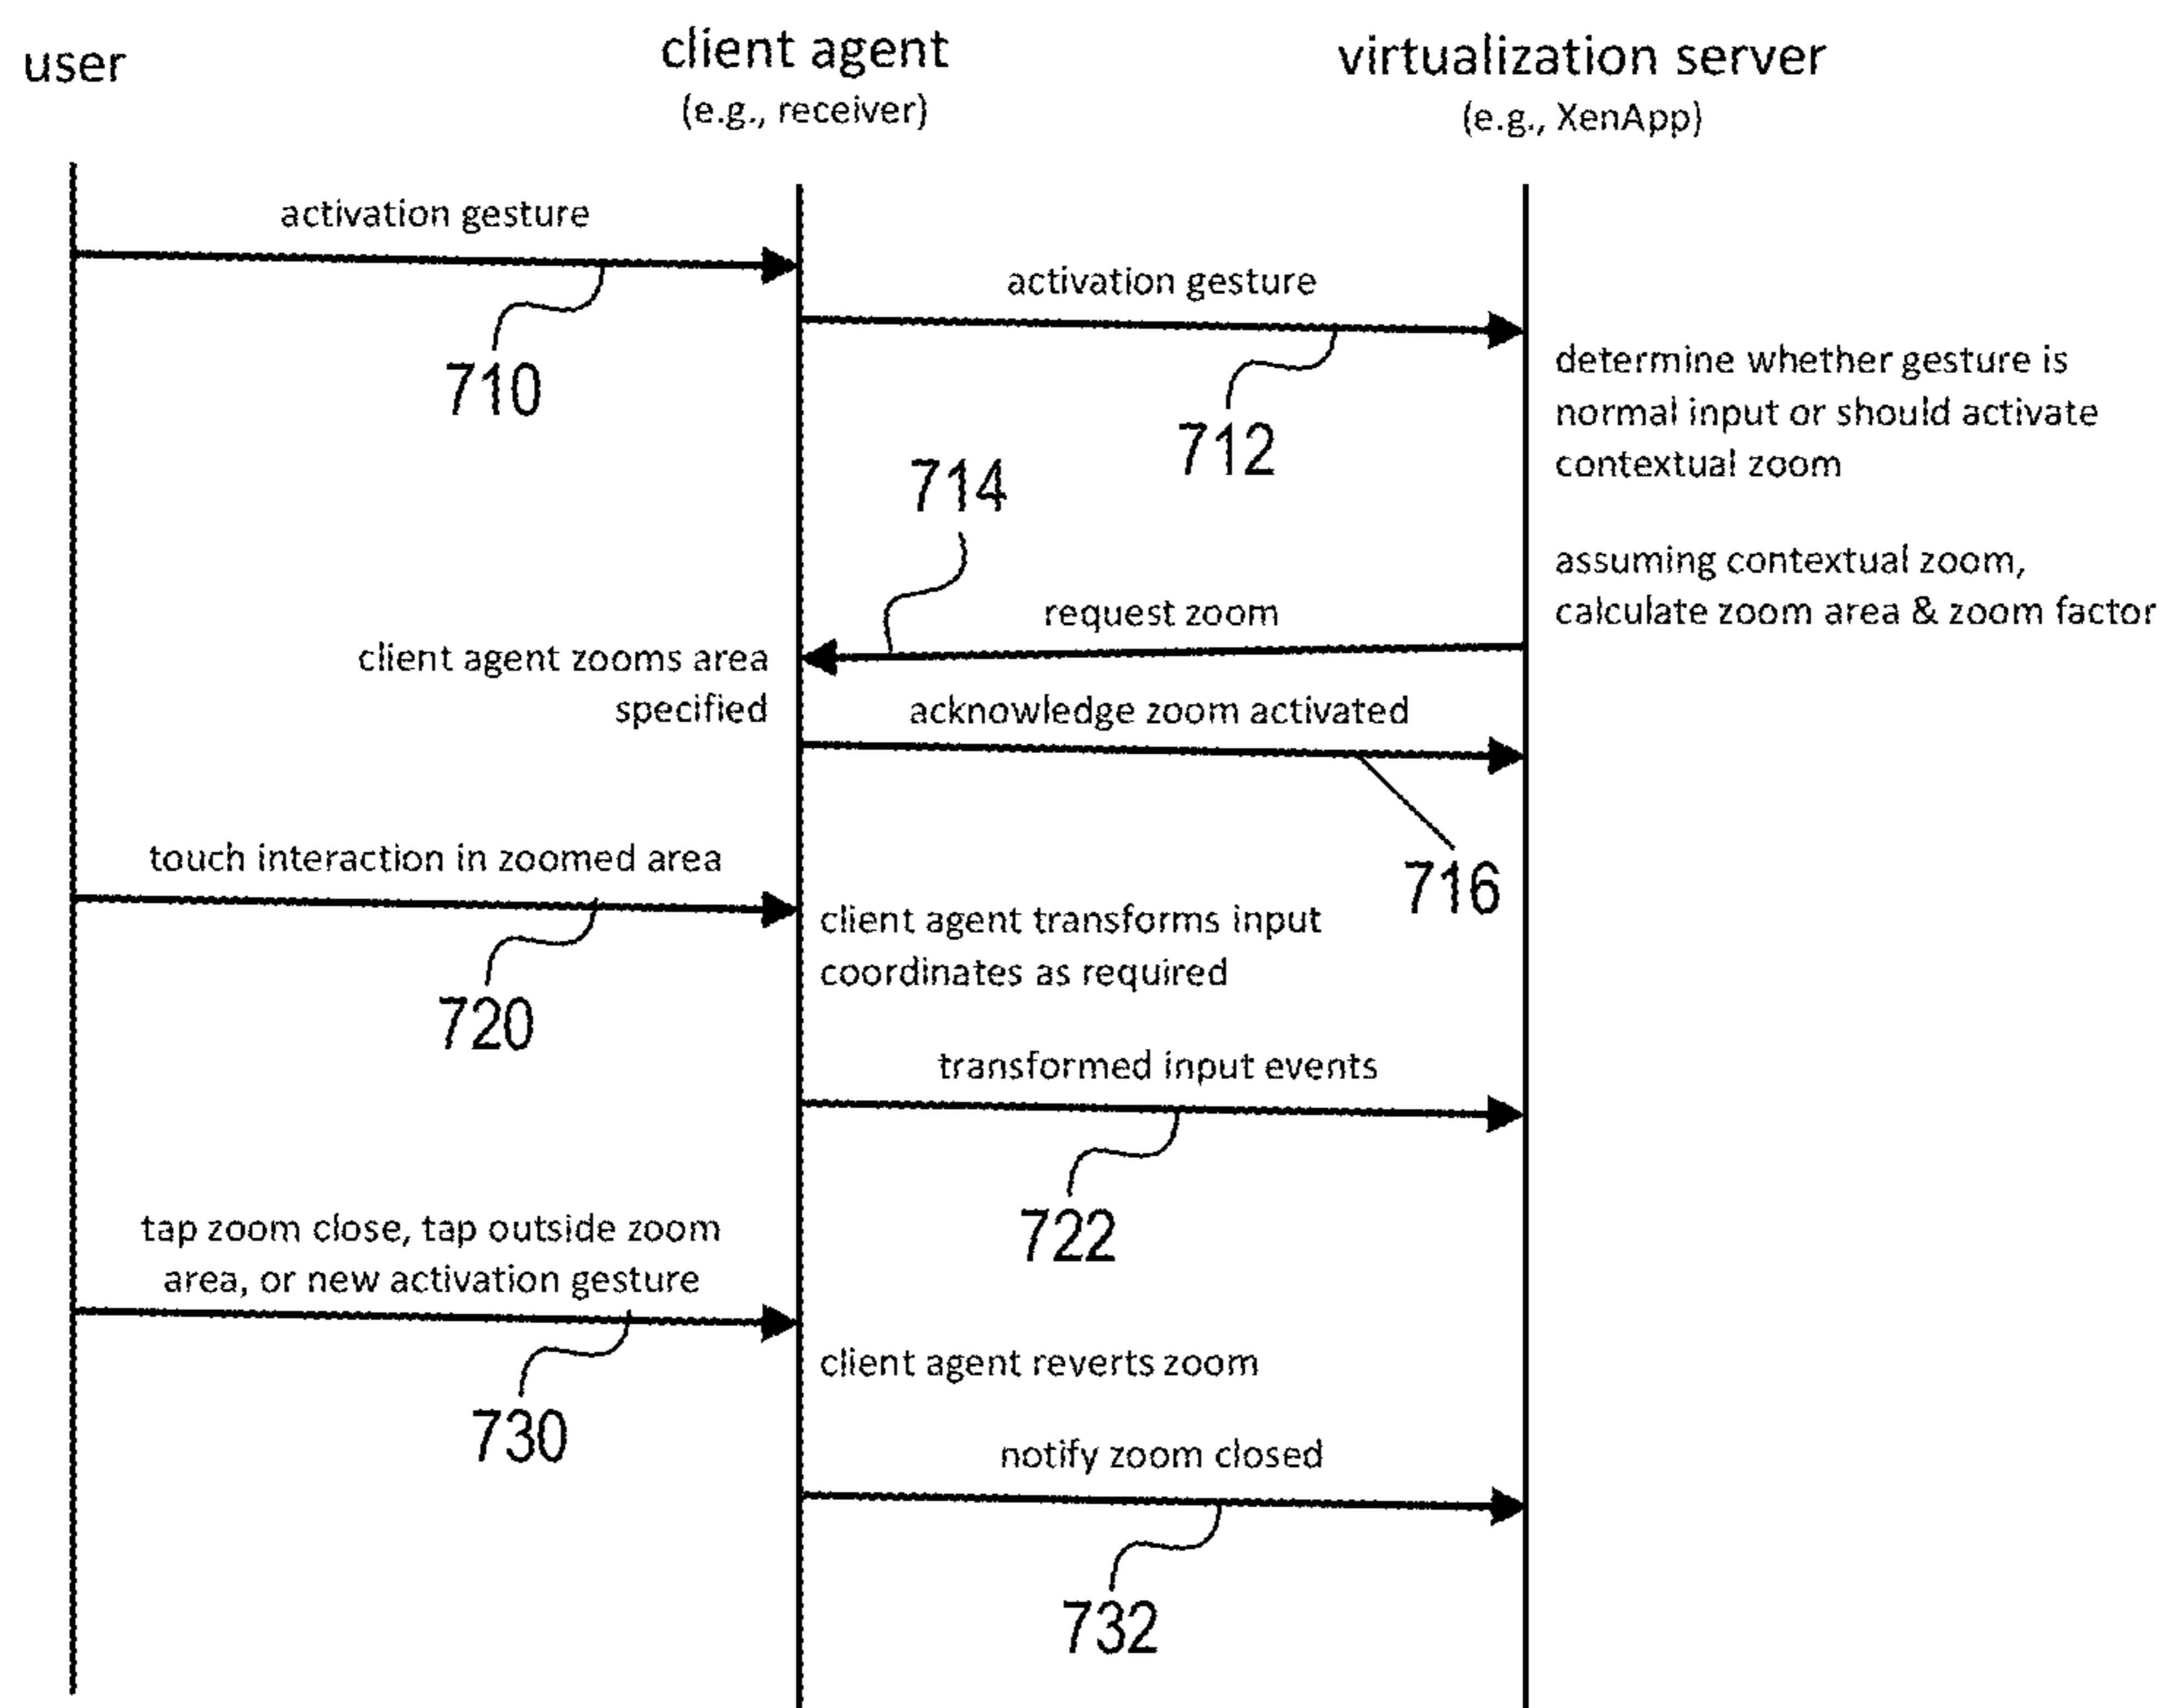 user
client agent
(e.g., receiver)
virtualization server
(e.g., XenApp)
activation gesture
710
activation gesture
712
determine whether gesture is
normal input or should activate
contextual zoom
714
assuming contextual zoom,
calculate zoom area & zoom factor
request zoom
client agent zooms area
specified
acknowledge zoom activated
716
touch interaction in zoomed area
720
client agent transforms input
coordinates as required
transformed input events
722
tap zoom close, tap outside zoom
area, or new activation gesture
730
client agent reverts zoom
notify zoom closed
732